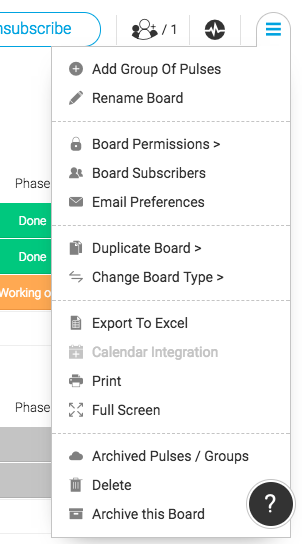 nsubscribe
/ 1
Add Group Of Pulses
Rename Board
Board Permissions >
Phase
Board Subscribers
Done
Email Preferences
Done
Duplicate Board >
Working o
Change Board Type >
Export To Excel
Calendar Integration
Print
Phase
Full Screen
Archived Pulses / Groups
Delete
Archive this Board
?